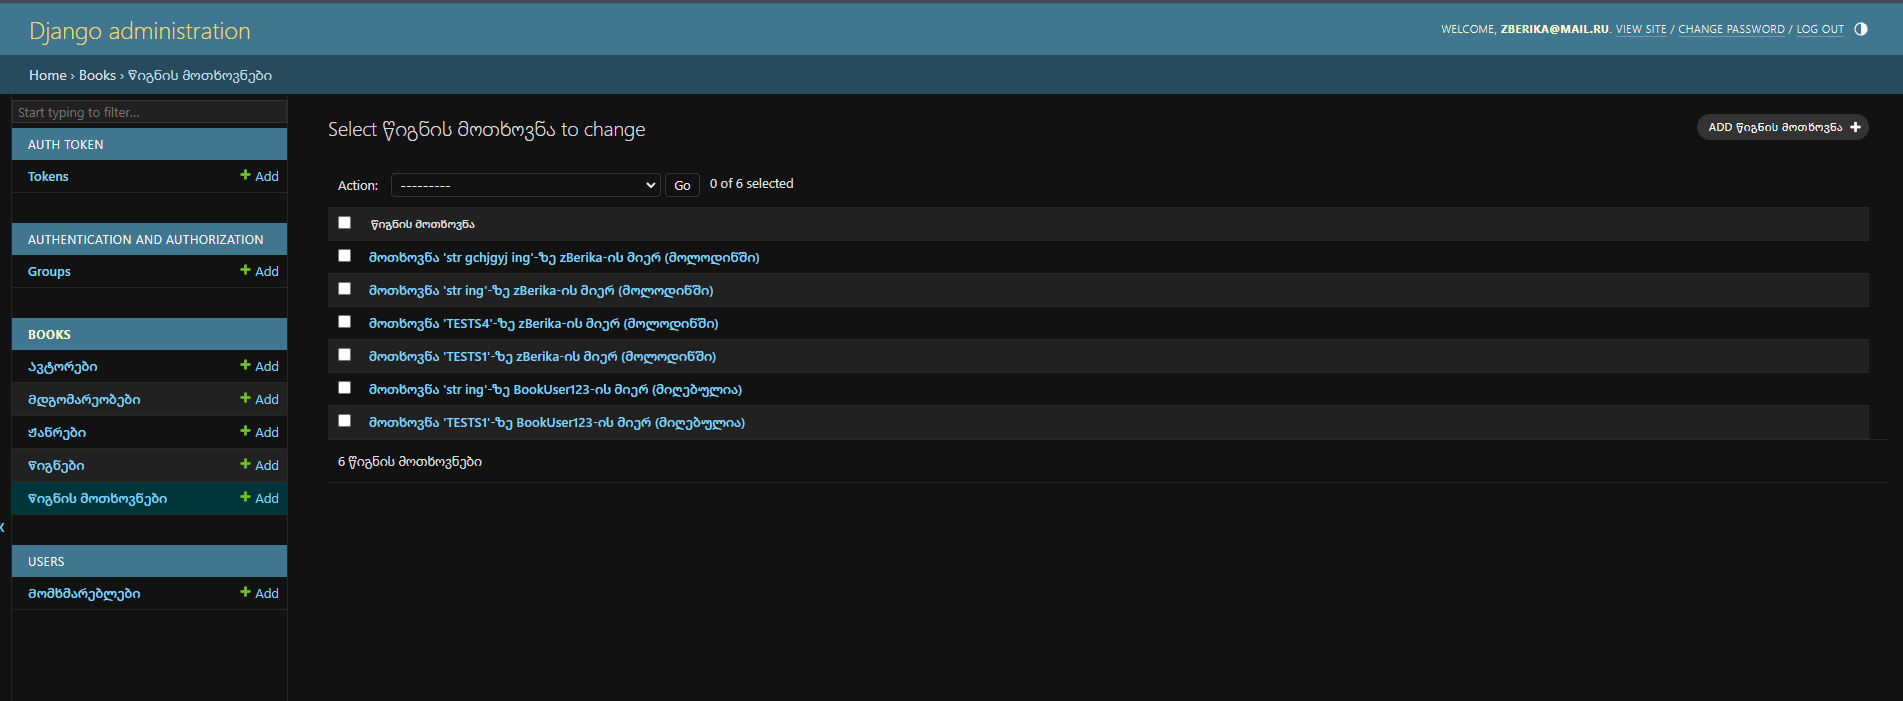 Django administration
WELCOME, ZBERIKA@MAIL.RU. VIEW SITE / CHANGE PASSWORD / LOG OUT
Home › Books › წიგნის მოთხოვნები
Start typing to filter...
AUTH TOKEN
Tokens + Add
AUTHENTICATION AND AUTHORIZATION
Groups + Add
BOOKS
ავტორები + Add
მდგომარეობები + Add
ჟანრები + Add
წიგნები + Add
წიგნის მოთხოვნები + Add
USERS
მომხმარებლები + Add
Select წიგნის მოთხოვნა to change
ADD წიგნის მოთხოვნა +
Action: --------- Go 0 of 6 selected
წიგნის მოთხოვნა
მოთხოვნა 'str gchjgyj ing'-ზე zBerika-ის მიერ (მოლოდინში)
მოთხოვნა 'str ing'-ზე zBerika-ის მიერ (მოლოდინში)
მოთხოვნა 'TESTS4'-ზე zBerika-ის მიერ (მოლოდინში)
მოთხოვნა 'TESTS1'-ზე zBerika-ის მიერ (მოლოდინში)
მოთხოვნა 'str ing'-ზე BookUser123-ის მიერ (მიღებულია)
მოთხოვნა 'TESTS1'-ზე BookUser123-ის მიერ (მიღებულია)
6 წიგნის მოთხოვნები